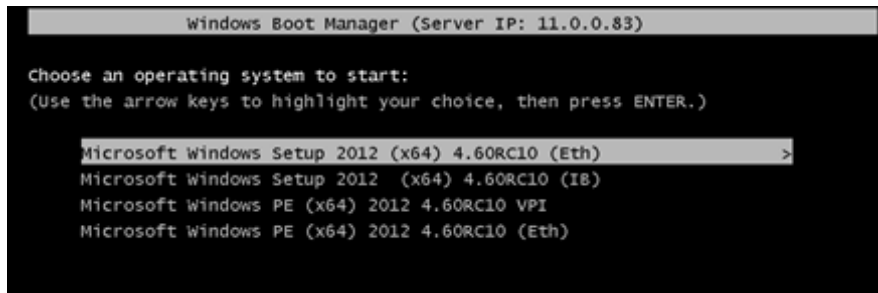 Windows Boot Manager (Server IP: 11.0.0.83)
Choose an operating system to start:
(Use the arrow keys to highlight your choice, then press ENTER.)
Microsoft Windows Setup 2012 (x64) 4.60RC10 (Eth) >
Microsoft Windows Setup 2012 (x64) 4.60RC10 (IB)
Microsoft Windows PE (x64) 2012 4.60RC10 VPI
Microsoft Windows PE (x64) 2012 4.60RC10 (Eth)